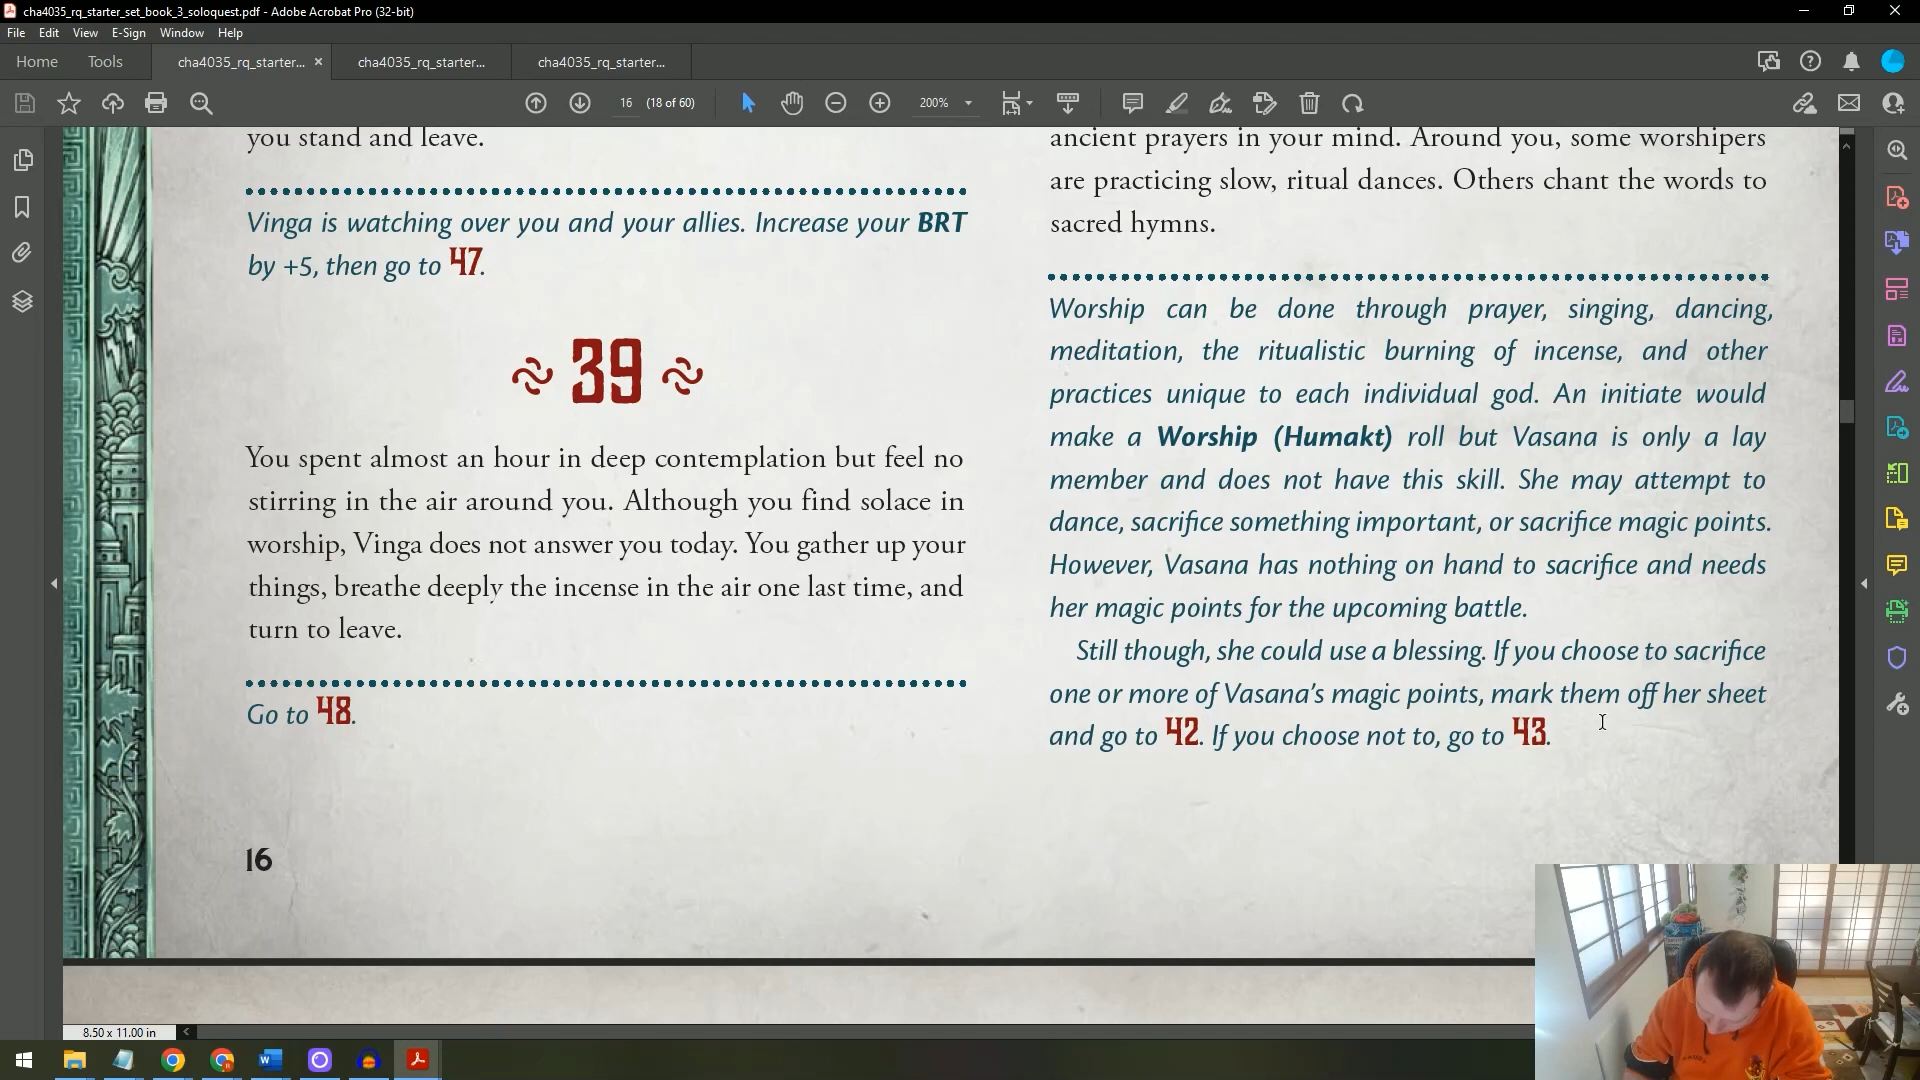 cha4035_rq_starter_set_book_3_soloquest.pdf - Adobe Acrobat Pro (32-bit)
File Edit View E-Sign Window Help
Home Tools cha4035_rq_starter... × cha4035_rq_starter... cha4035_rq_starter...
16 (18 of 60) 200%
you stand and leave.
Vinga is watching over you and your allies. Increase your BRT
by +5, then go to 47.
39
You spent almost an hour in deep contemplation but feel no
stirring in the air around you. Although you find solace in
worship, Vinga does not answer you today. You gather up your
things, breathe deeply the incense in the air one last time, and
turn to leave.
Go to 48.
16
ancient prayers in your mind. Around you, some worshipers
are practicing slow, ritual dances. Others chant the words to
sacred hymns.
Worship can be done through prayer, singing, dancing,
meditation, the ritualistic burning of incense, and other
practices unique to each individual god. An initiate would
make a Worship (Humakt) roll but Vasana is only a lay
member and does not have this skill. She may attempt to
dance, sacrifice something important, or sacrifice magic points.
However, Vasana has nothing on hand to sacrifice and needs
her magic points for the upcoming battle.
Still though, she could use a blessing. If you choose to sacrifice
one or more of Vasana's magic points, mark them off her sheet
and go to 42. If you choose not to, go to 43.
8.50 x 11.00 in